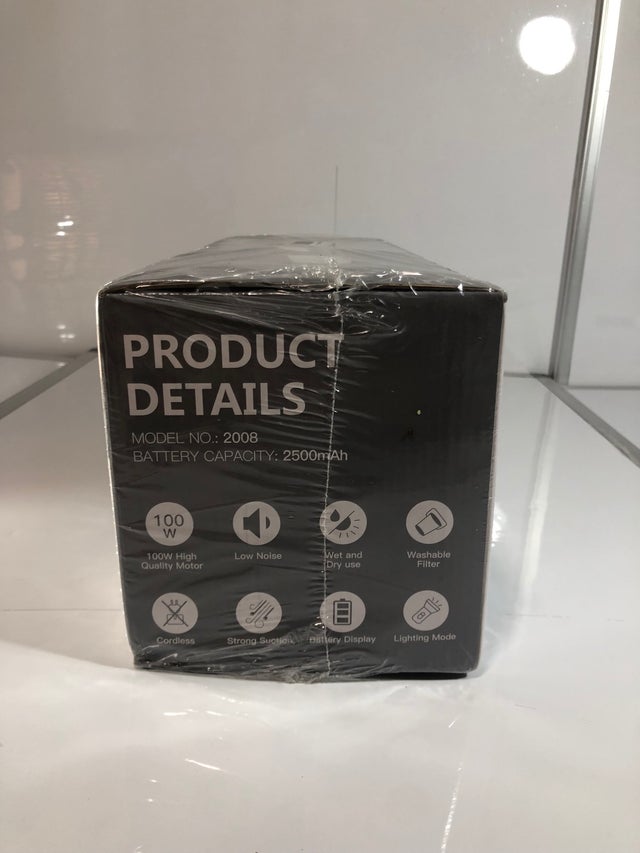 PRODUCT
DETAILS
MODEL NO.: 2008
BATTERY CAPACITY: 2500mAh
100
W
100W High
Quality Motor
Low Noise
Wet and
Dry use
Washable
Filter
Cordless
Strong Suction
Battery Display
Lighting Mode